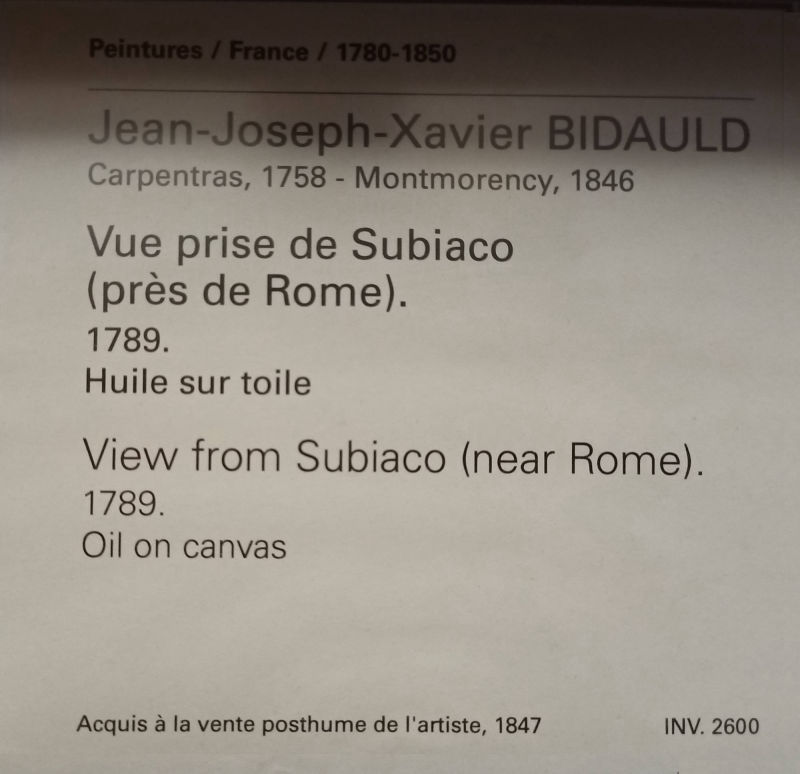 Peintures / France / 1780-1850
Jean-Joseph-Xavier BIDAULD
Carpentras, 1758 - Montmorency, 1846
Vue prise de Subiaco
(près de Rome).
1789.
Huile sur toile
View from Subiaco (near Rome).
1789.
Oil on canvas
Acquis à la vente posthume de l'artiste, 1847 INV. 2600